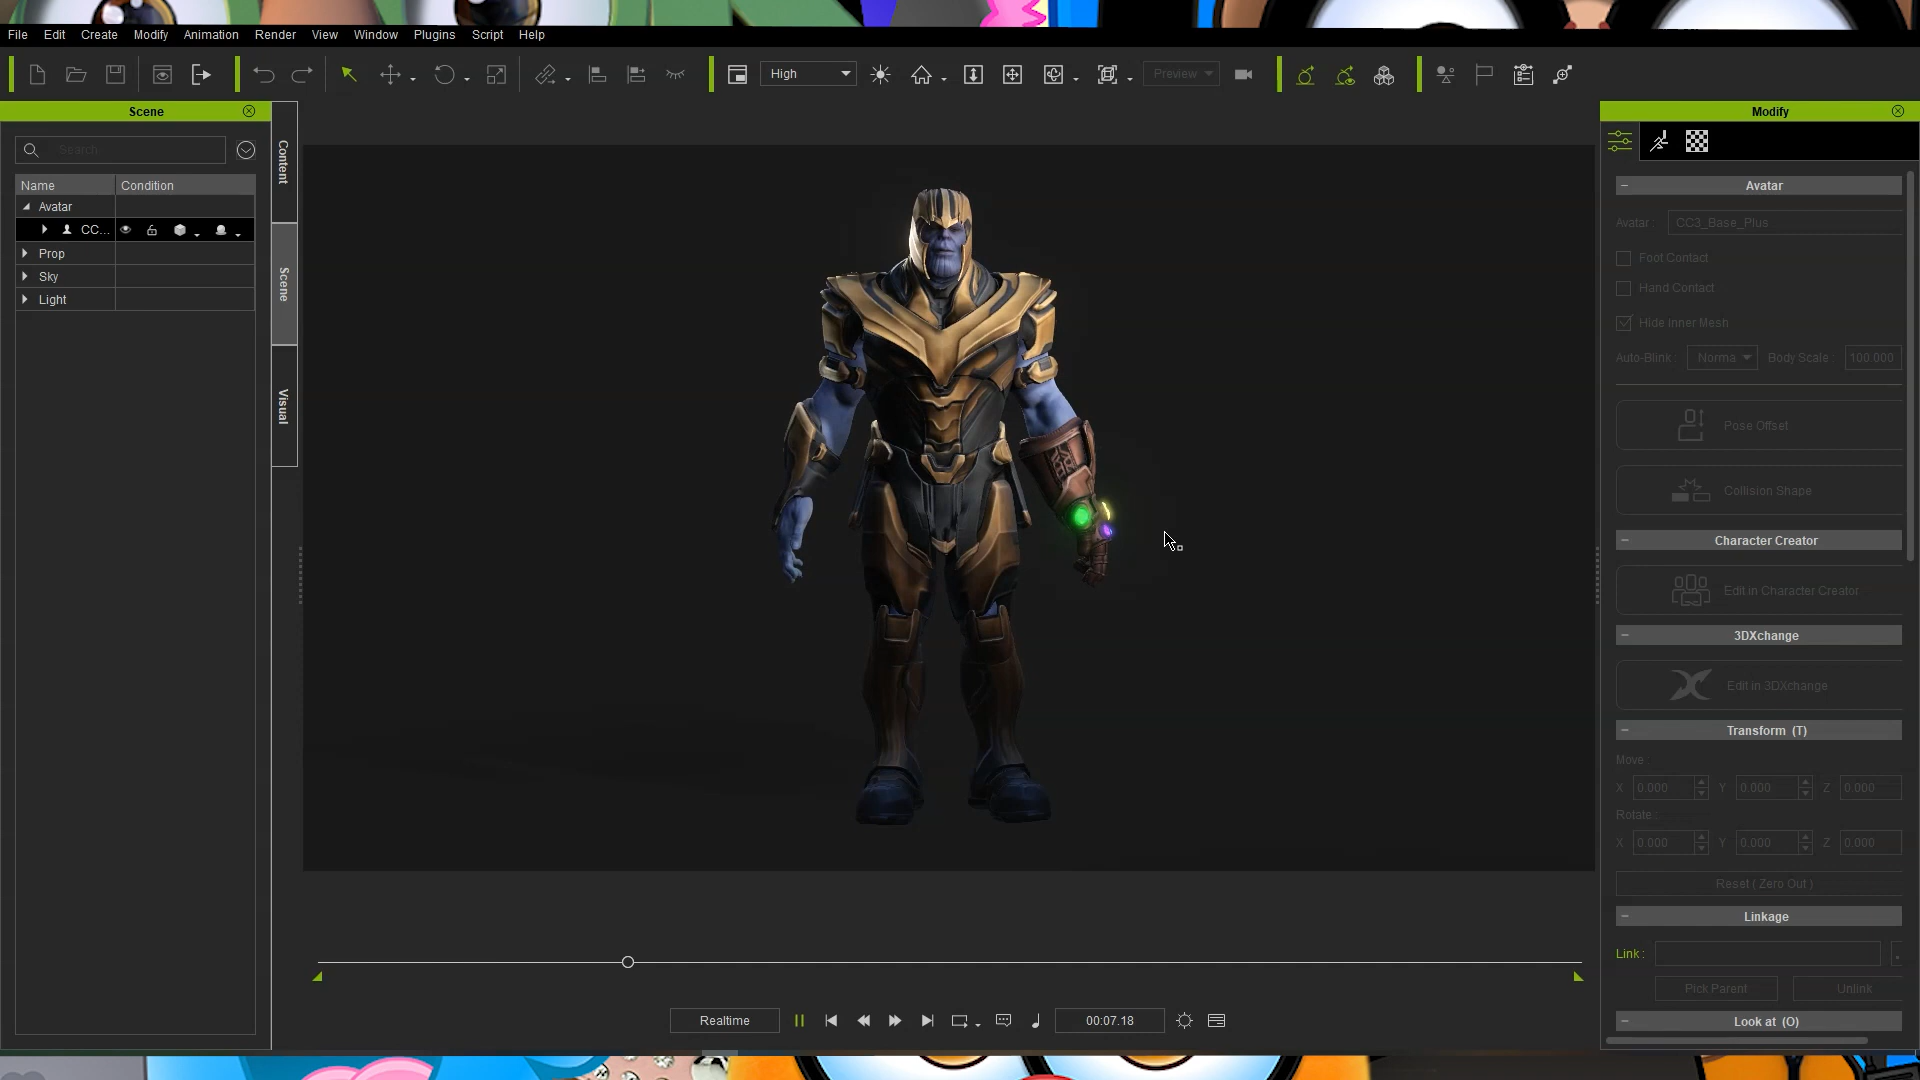 File Edit Create Modify Animation Render View Window Plugins Script Help
High
Preview
Scene
Search
Name Condition
Avatar
CC...
Prop
Sky
Light
Content
Scene
Visual
Modify
Avatar
Avatar : CC3_Base_Plus
Foot Contact
Hand Contact
Hide Inner Mesh
Auto-Blink : Norma Body Scale : 100.000
Pose Offset
Collision Shape
Character Creator
Edit in Character Creator
3DXchange
Edit in 3DXchange
Transform (T)
Move :
X 0.000 Y 0.000 Z 0.000
Rotate :
X 0.000 Y 0.000 Z 0.000
Reset ( Zero Out )
Linkage
Link :
Pick Parent Unlink
Look at (O)
Realtime
00:07.18